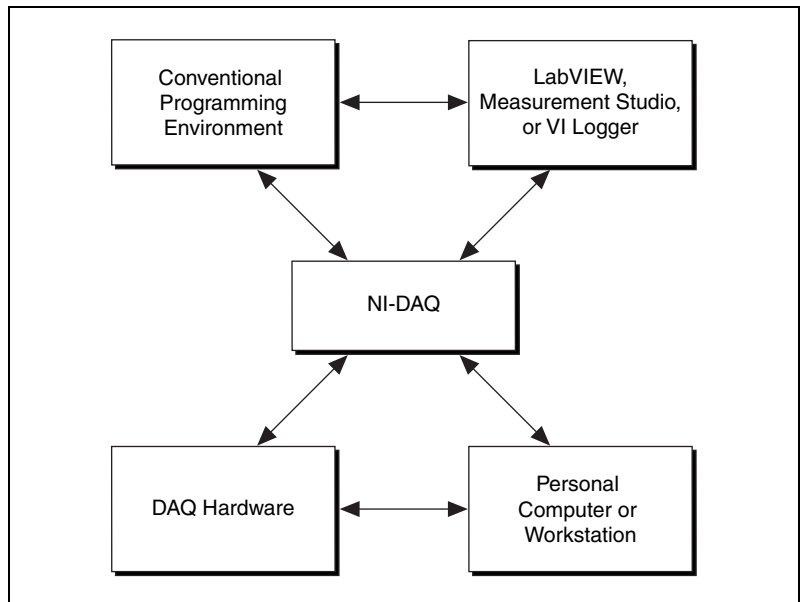 Conventional
Programming
Environment
LabVIEW,
Measurement Studio,
or VI Logger
NI-DAQ
DAQ Hardware
Personal
Computer or
Workstation